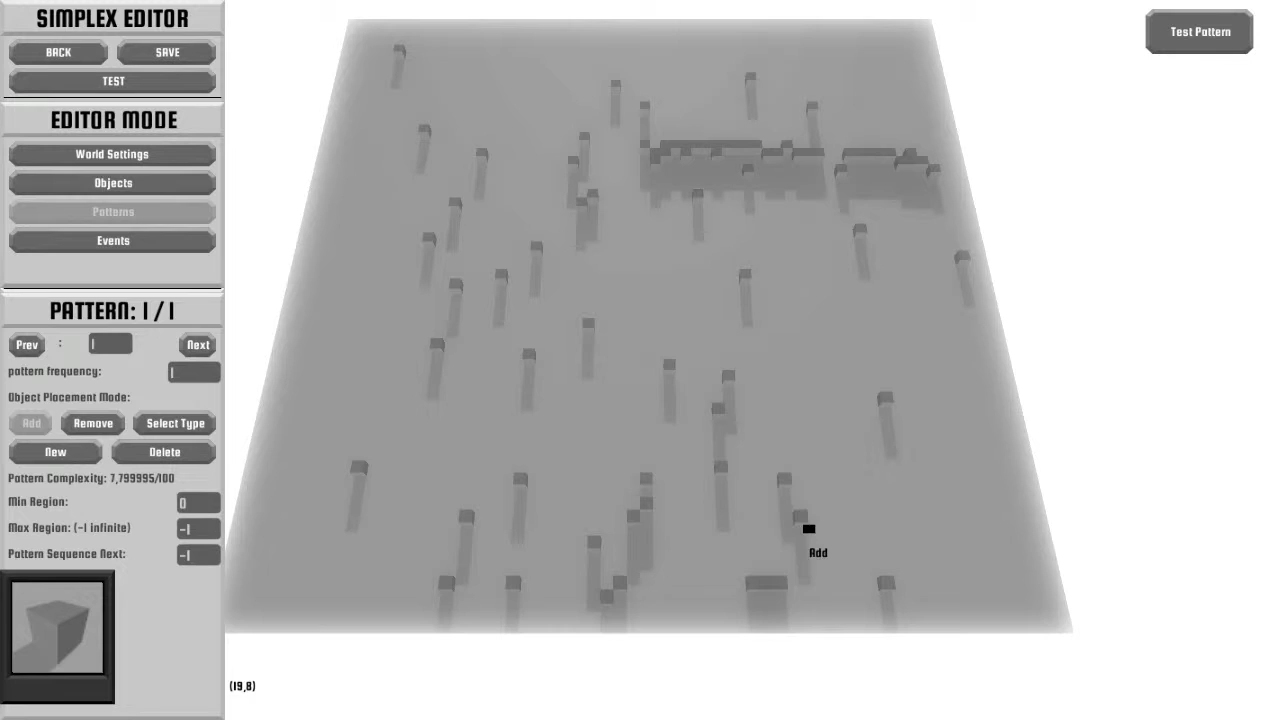 SIMPLEX EDITOR
BACK SAVE
TEST
EDITOR MODE
World Settings
Objects
Patterns
Events
PATTERN: 1 / 1
Prev : 1 Next
pattern frequency: 1
Object Placement Mode:
Add Remove Select Type
New Delete
Pattern Complexity: 7,799995/100
Min Region: 0
Max Region: (-1 infinite) -1
Pattern Sequence Next: -1
Test Pattern
Add
(19,8)